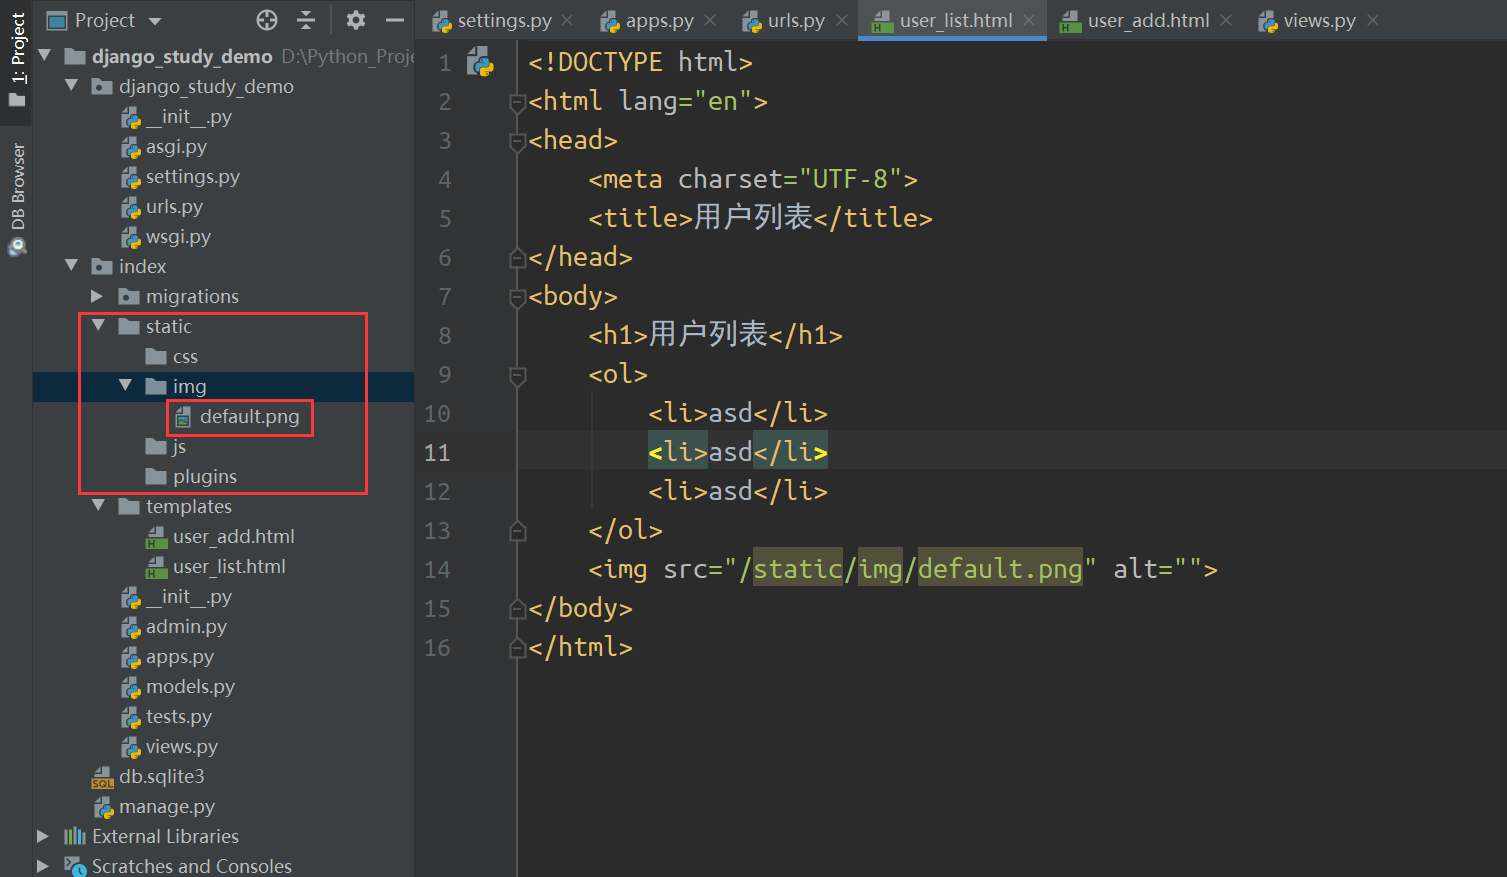 1: Project
DB Browser
Project
django_study_demo D:\Python_Proje
django_study_demo
__init__.py
asgi.py
settings.py
urls.py
wsgi.py
index
migrations
static
css
img
default.png
js
plugins
templates
user_add.html
user_list.html
__init__.py
admin.py
apps.py
models.py
tests.py
views.py
db.sqlite3
manage.py
External Libraries
Scratches and Consoles
settings.py apps.py urls.py user_list.html user_add.html views.py
1 <!DOCTYPE html>
2 <html lang="en">
3 <head>
4 <meta charset="UTF-8">
5 <title>用户列表</title>
6 </head>
7 <body>
8 <h1>用户列表</h1>
9 <ol>
10 <li>asd</li>
11 <li>asd</li>
12 <li>asd</li>
13 </ol>
14 <img src="/static/img/default.png" alt="">
15 </body>
16 </html>